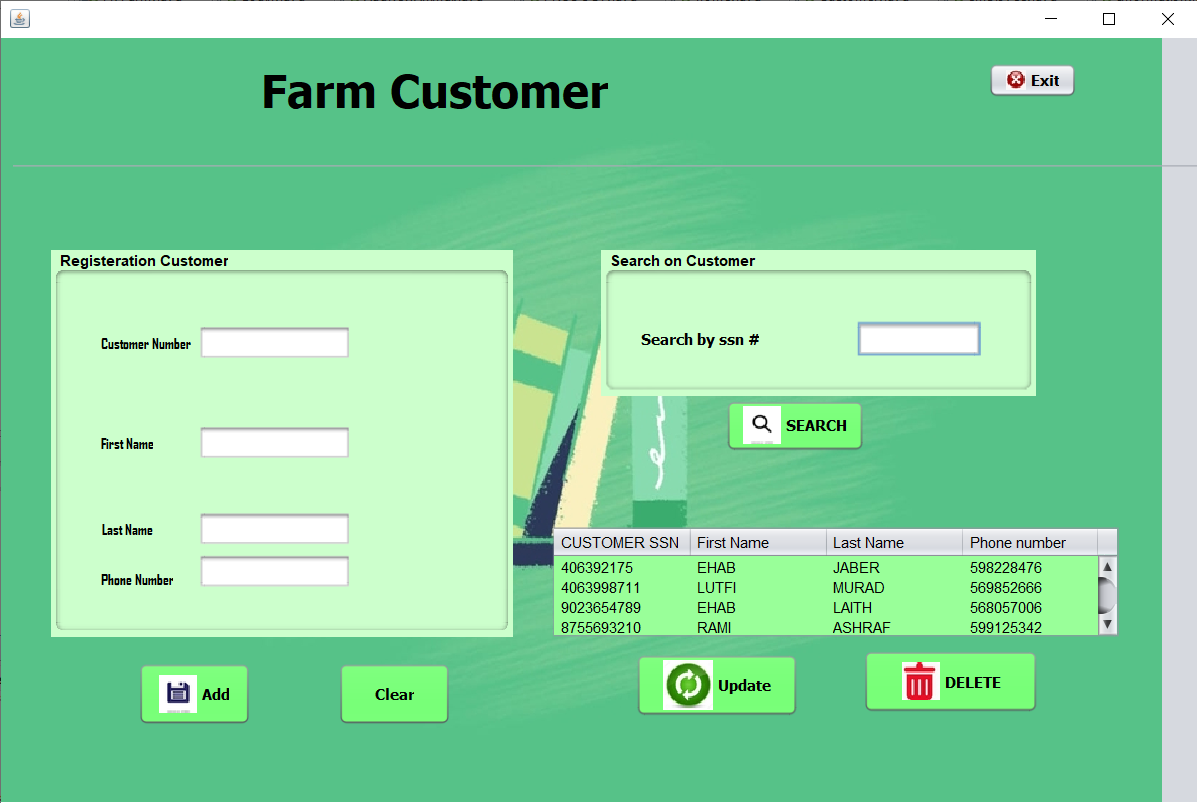 Farm Customer
Exit
Registeration Customer
Customer Number
First Name
Last Name
Phone Number
Add
Clear
Search on Customer
Search by ssn #
SEARCH
CUSTOMER SSN First Name Last Name Phone number
406392175 EHAB JABER 598228476
4063998711 LUTFI MURAD 569852666
9023654789 EHAB LAITH 568057006
8755693210 RAMI ASHRAF 599125342
Update
DELETE